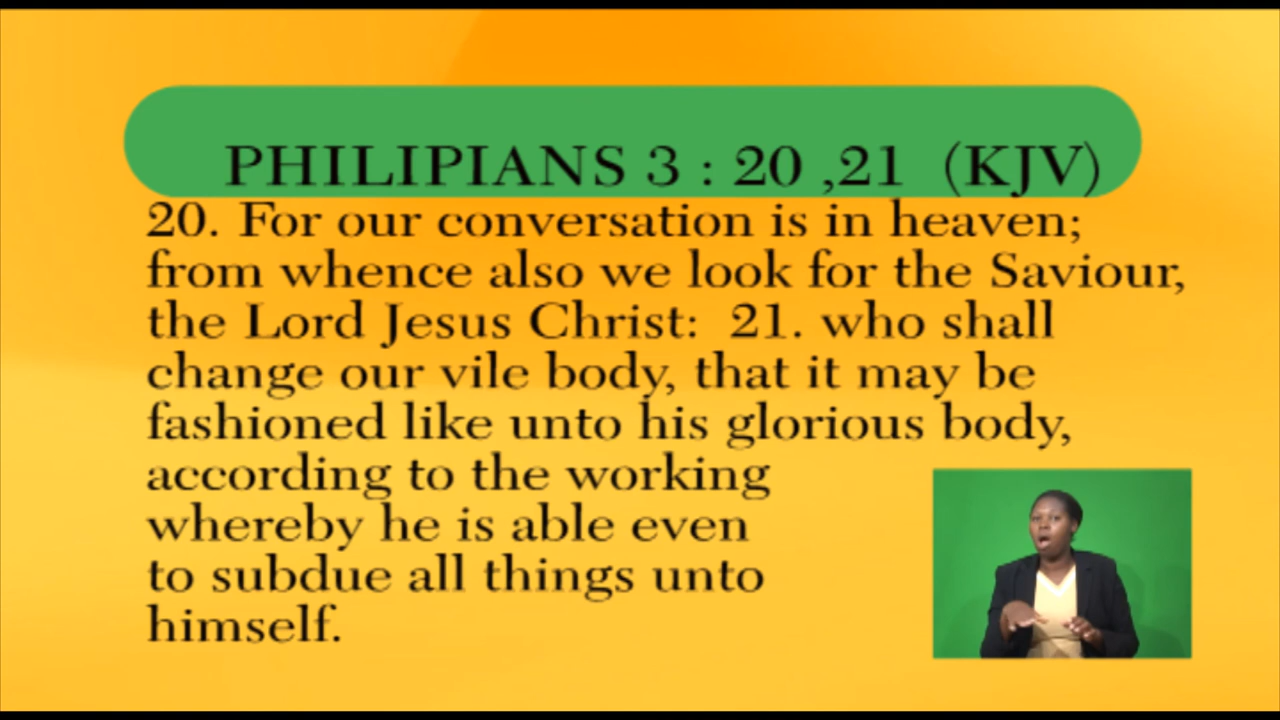 PHILIPIANS 3 : 20 ,21 (KJV)
20. For our conversation is in heaven;
from whence also we look for the Saviour,
the Lord Jesus Christ: 21. who shall
change our vile body, that it may be
fashioned like unto his glorious body,
according to the working
whereby he is able even
to subdue all things unto
himself.